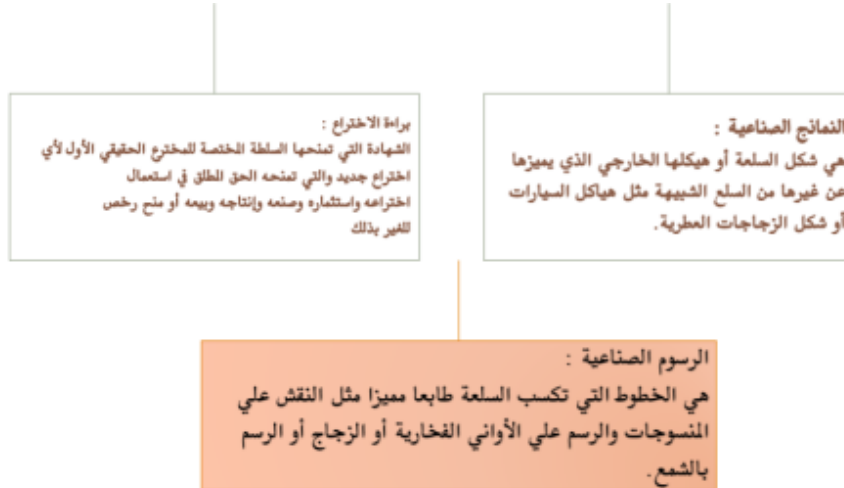 النماذج الصناعية :
هي شكل السلعة أو هيكلها الخارجي الذي يميزها
عن غيرها من السلع الشبيهة مثل هياكل السيارات
أو شكل الزجاجات العطرية.
براءة الاختراع :
الشهادة التي تمنحها السلطة المختصة للمخترع الحقيقي الأول لأي
اختراع جديد والتي تمنحه الحق المطلق في استعمال
اختراعه واستثماره وصنعه وإنتاجه وبيعه أو منح رخص
للغير بذلك
الرسوم الصناعية :
هي الخطوط التي تكسب السلعة طابعا مميزا مثل النقش علي
المنسوجات والرسم علي الأواني الفخارية أو الزجاج أو الرسم
بالشمع.